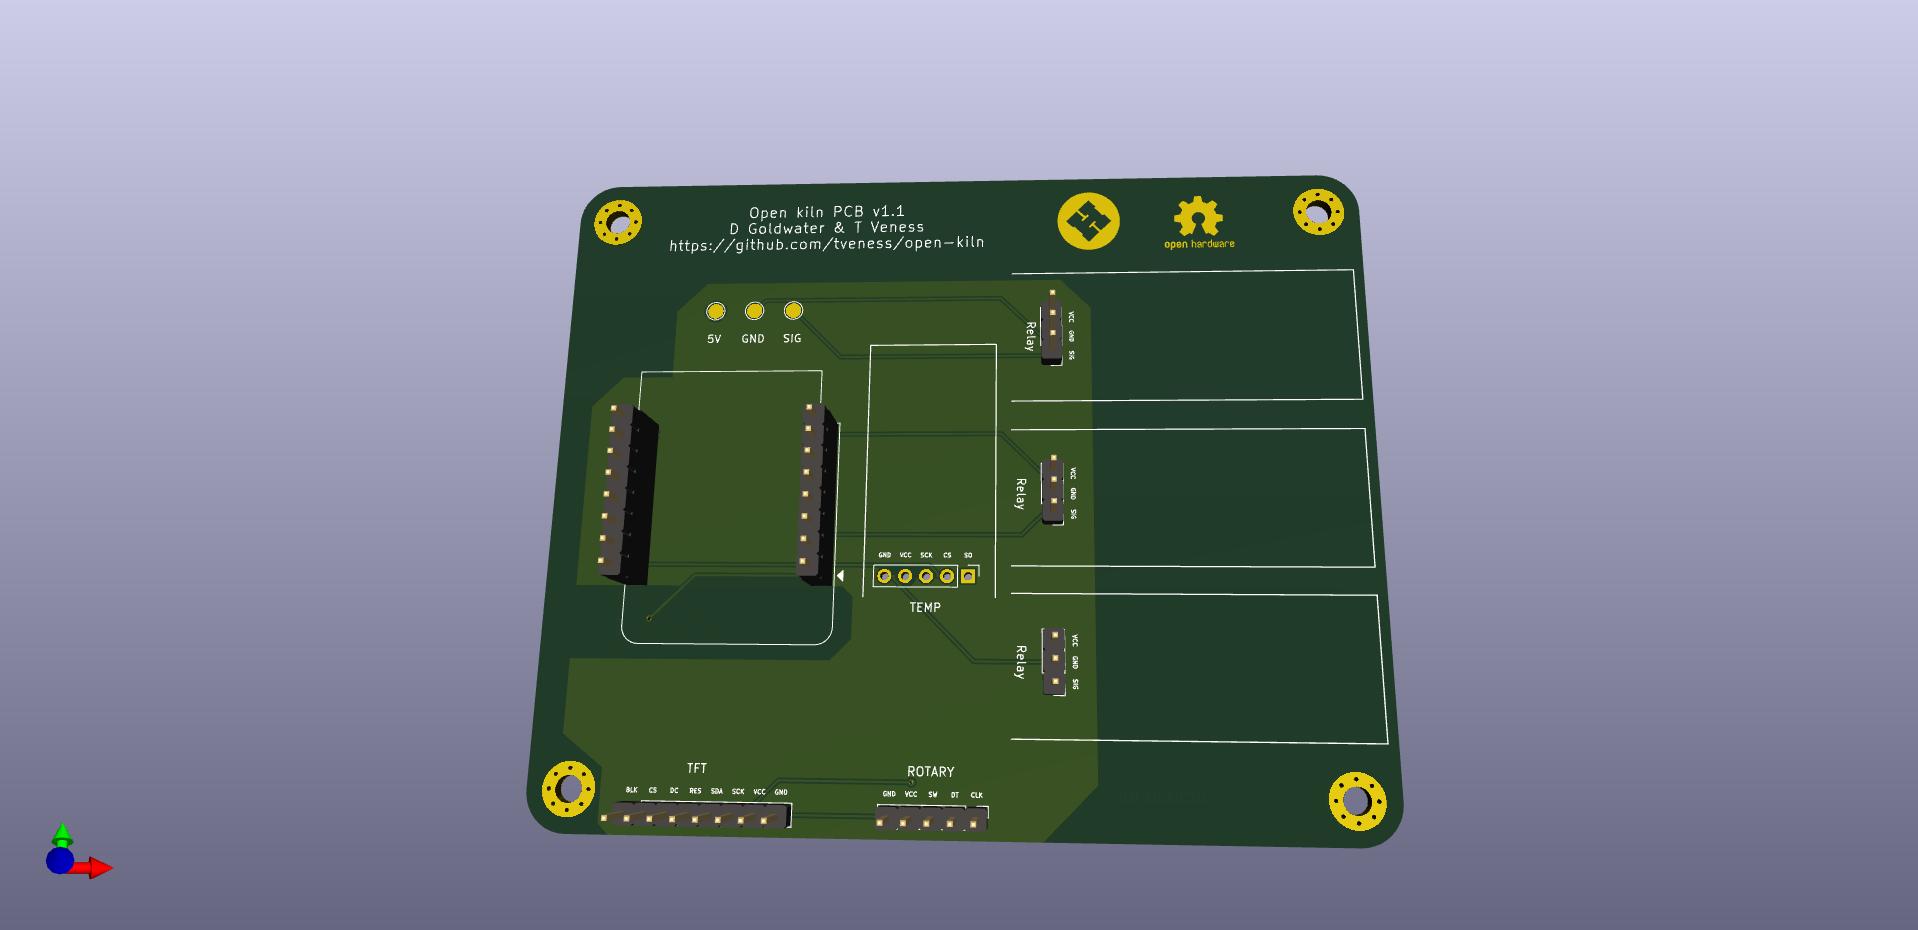 Open kiln PCB v1.1
D Goldwater & T Veness
https://github.com/tveness/open-kiln
open hardware
5V GND SIG
Relay
VCC
GND
SIG
Relay
VCC
GND
SIG
GND VCC SCK CS SO
TEMP
Relay
VCC
GND
SIG
TFT
BLK CS DC RES SDA SCK VCC GND
ROTARY
GND VCC SW DT CLK